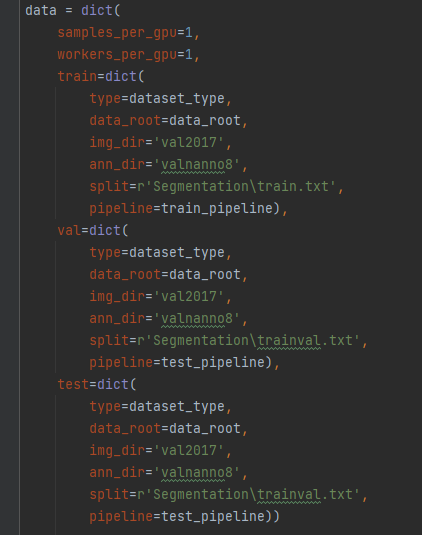 data = dict(
    samples_per_gpu=1,
    workers_per_gpu=1,
    train=dict(
        type=dataset_type,
        data_root=data_root,
        img_dir='val2017',
        ann_dir='valnanno8',
        split=r'Segmentation\train.txt',
        pipeline=train_pipeline),
    val=dict(
        type=dataset_type,
        data_root=data_root,
        img_dir='val2017',
        ann_dir='valnanno8',
        split=r'Segmentation\trainval.txt',
        pipeline=test_pipeline),
    test=dict(
        type=dataset_type,
        data_root=data_root,
        img_dir='val2017',
        ann_dir='valnanno8',
        split=r'Segmentation\trainval.txt',
        pipeline=test_pipeline))